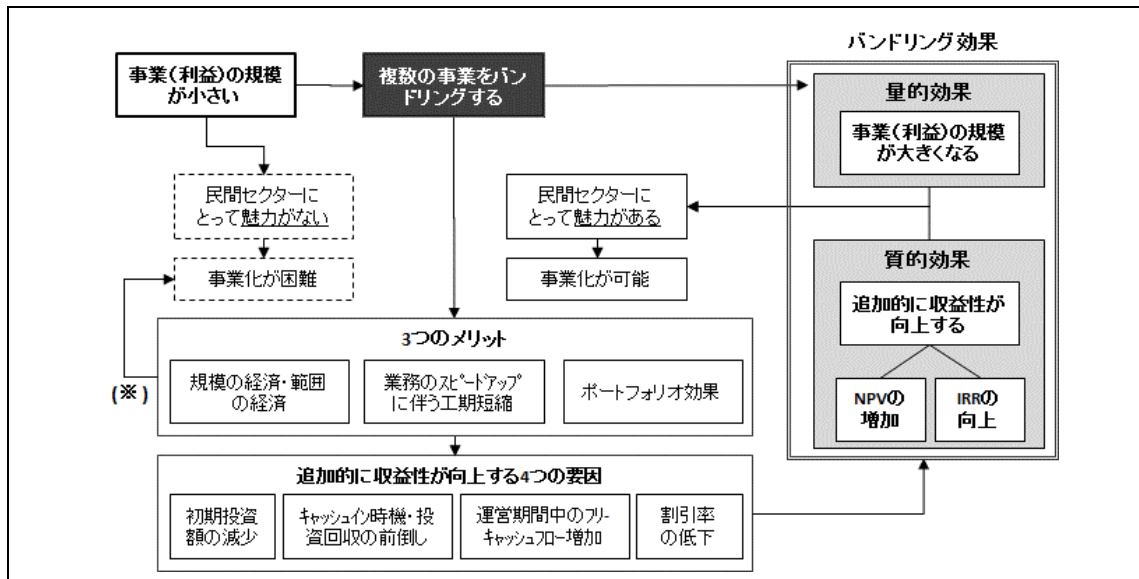 バンドリング効果
事業(利益)の規模
が小さい
複数の事業をバン
ドリングする
量的効果
事業(利益)の規模
が大きくなる
民間セクターに
とって魅力がない
民間セクターに
とって魅力がある
事業化が困難
事業化が可能
質的効果
追加的に収益性が
向上する
NPVの
増加
IRRの
向上
(※)
3つのメリット
規模の経済・範囲
の経済
業務のスピードアップ
に伴う工期短縮
ポートフォリオ効果
追加的に収益性が向上する4つの要因
初期投資
額の減少
キャッシュイン時機・投
資回収の前倒し
運営期間中のフリー
キャッシュフロー増加
割引率
の低下